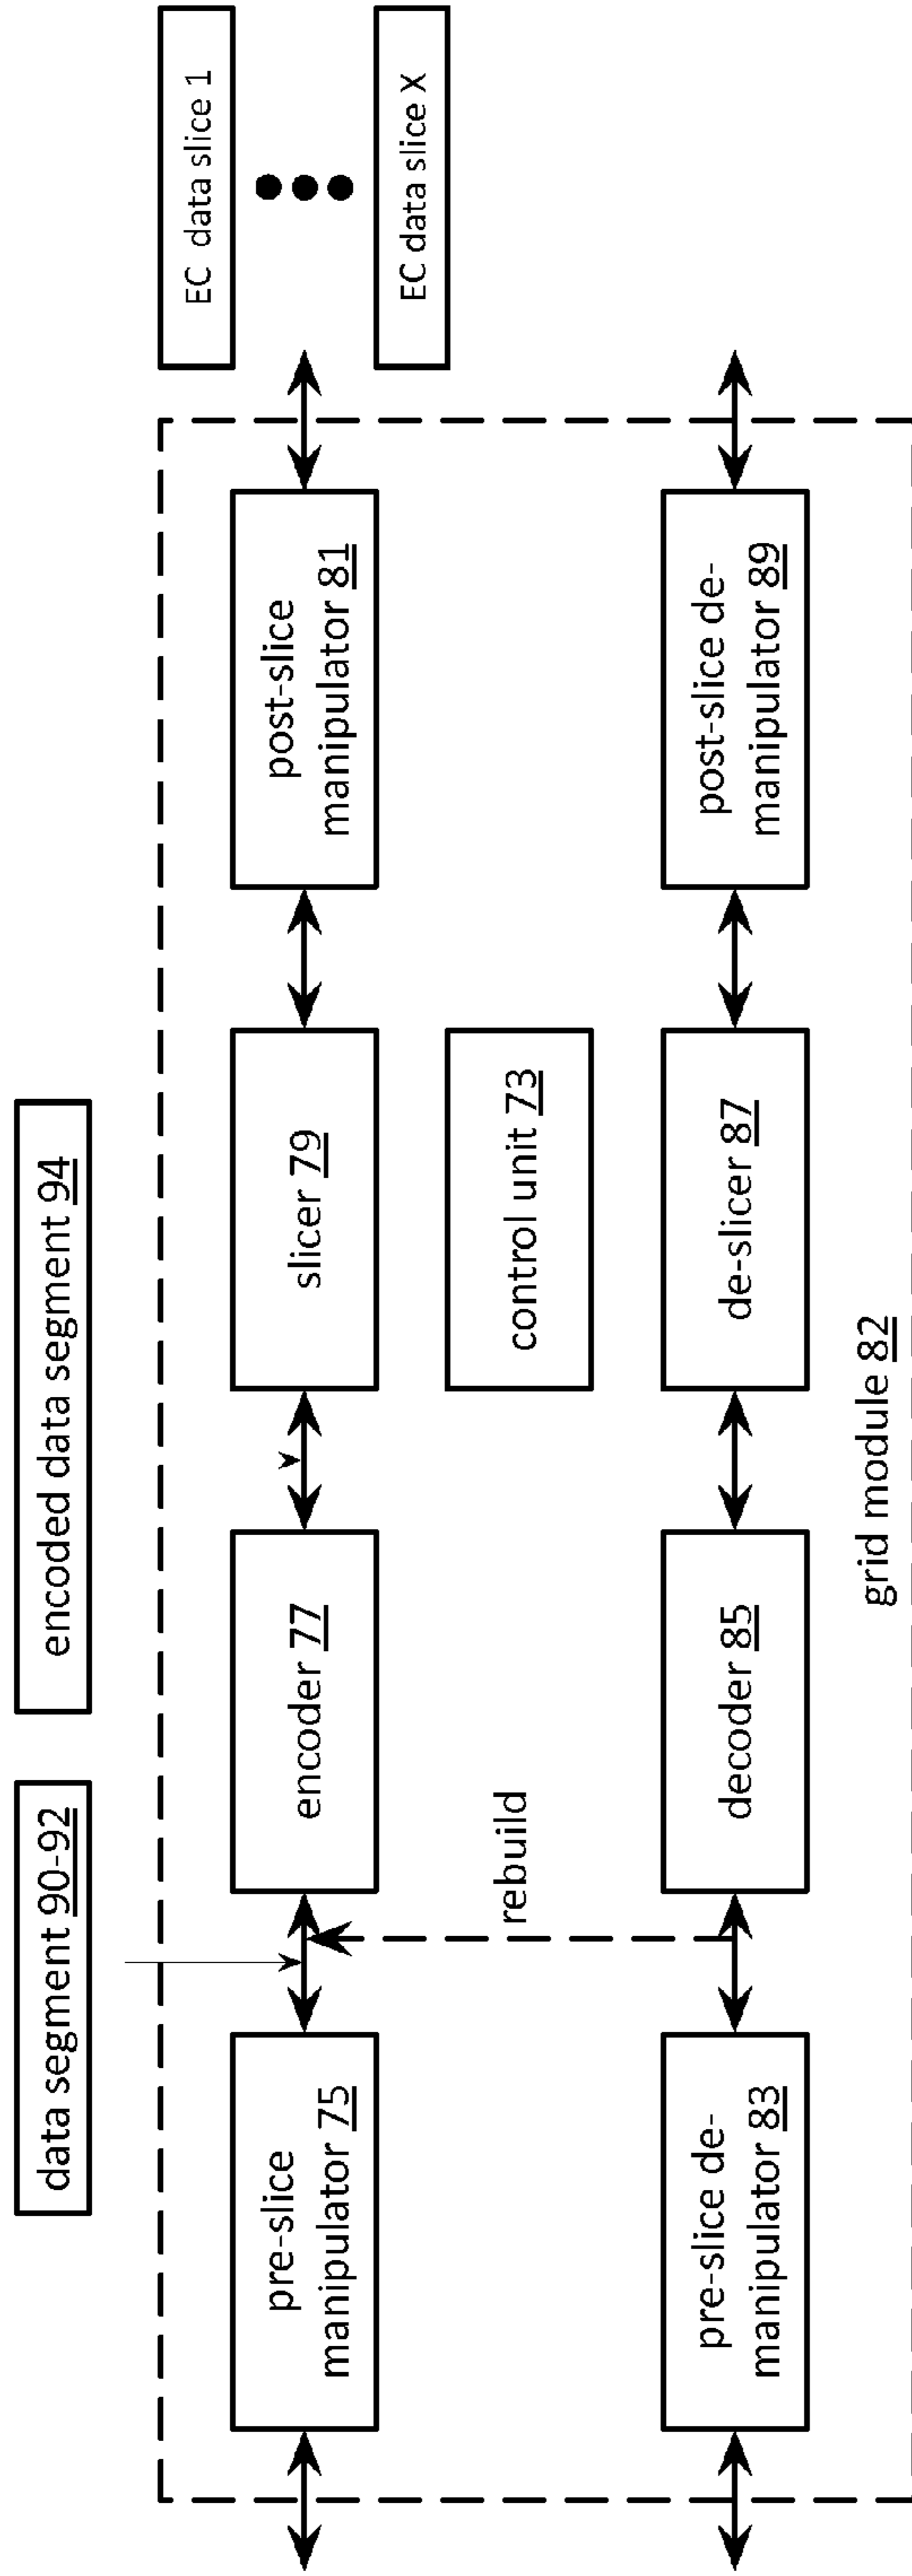 data segment 90-92
encoded data segment 94
EC data slice 1
EC data slice X
pre-slice
manipulator 75
encoder 77
slicer 79
post-slice
manipulator 81
rebuild
control unit 73
pre-slice de-
manipulator 83
decoder 85
de-slicer 87
post-slice de-
manipulator 89
grid module 82